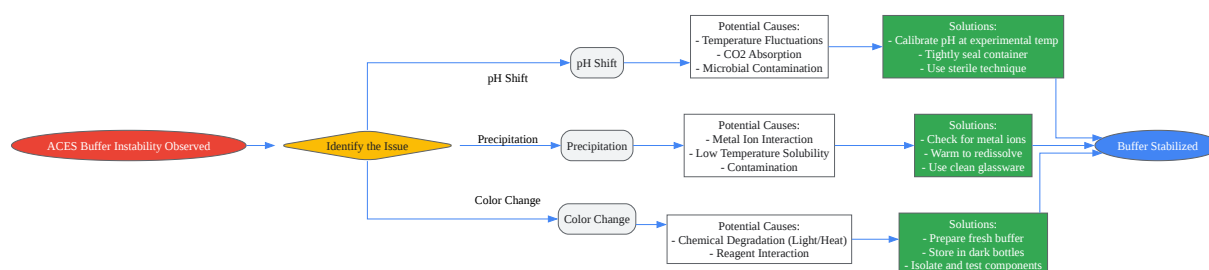 ACES Buffer Instability Observed
Identify the Issue
pH Shift
pH Shift
Potential Causes:
- Temperature Fluctuations
- CO2 Absorption
- Microbial Contamination
Solutions:
- Calibrate pH at experimental temp
- Tightly seal container
- Use sterile technique
Precipitation
Precipitation
Potential Causes:
- Metal Ion Interaction
- Low Temperature Solubility
- Contamination
Solutions:
- Check for metal ions
- Warm to redissolve
- Use clean glassware
Buffer Stabilized
Color Change
Color Change
Potential Causes:
- Chemical Degradation (Light/Heat)
- Reagent Interaction
Solutions:
- Prepare fresh buffer
- Store in dark bottles
- Isolate and test components